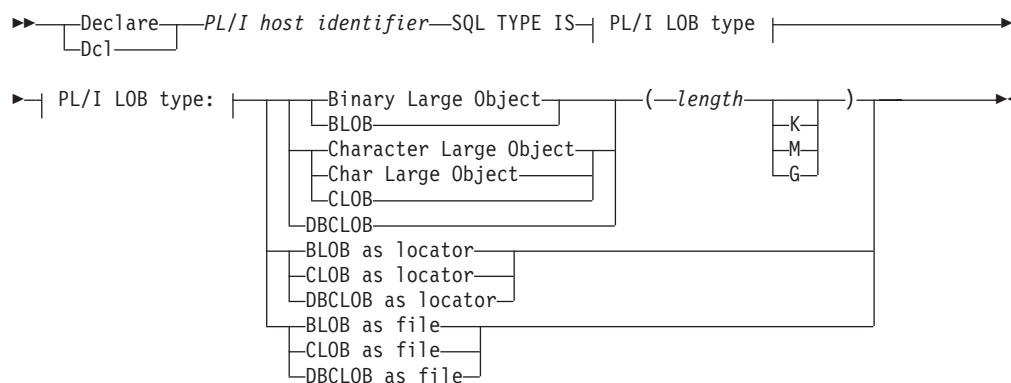 Declare PL/I host identifier SQL TYPE IS PL/I LOB type
Dcl
PL/I LOB type: Binary Large Object ( length )
BLOB K
Character Large Object M
Char Large Object G
CLOB
DBCLOB
BLOB as locator
CLOB as locator
DBCLOB as locator
BLOB as file
CLOB as file
DBCLOB as file